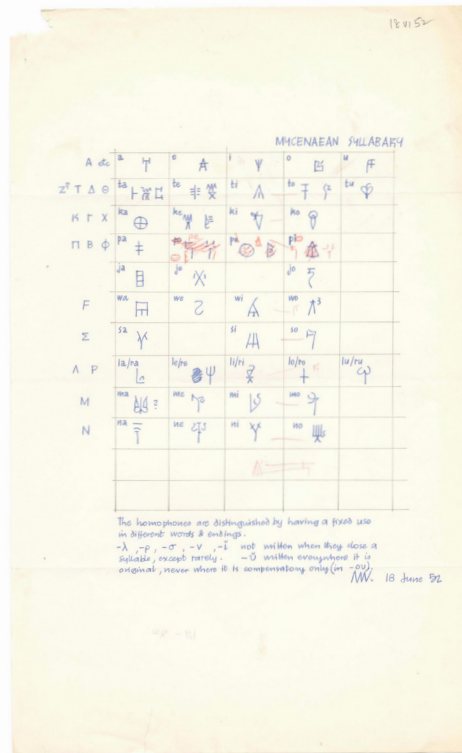 18 VI 52
MYCENAEAN SYLLABARY
A etc a e i o u
Z? T Δ Θ ta te ti to tu
K Γ X ka ke ki ko
Π B Φ pa pi
ja je jo
F wa we wi wo
Σ sa si so
Λ P la/ra le/re li/ri lo/ro lu/ru
M ma ? me mi mo
N na ne ni no
The homophones are distinguished by having a fixed use
in different words & endings.
-λ, -ρ, -σ, -ν, -ι not written when they close a
syllable, except rarely. -υ written everywhere it is
original, never where it is compensatory only (in -ου).
18 June 52